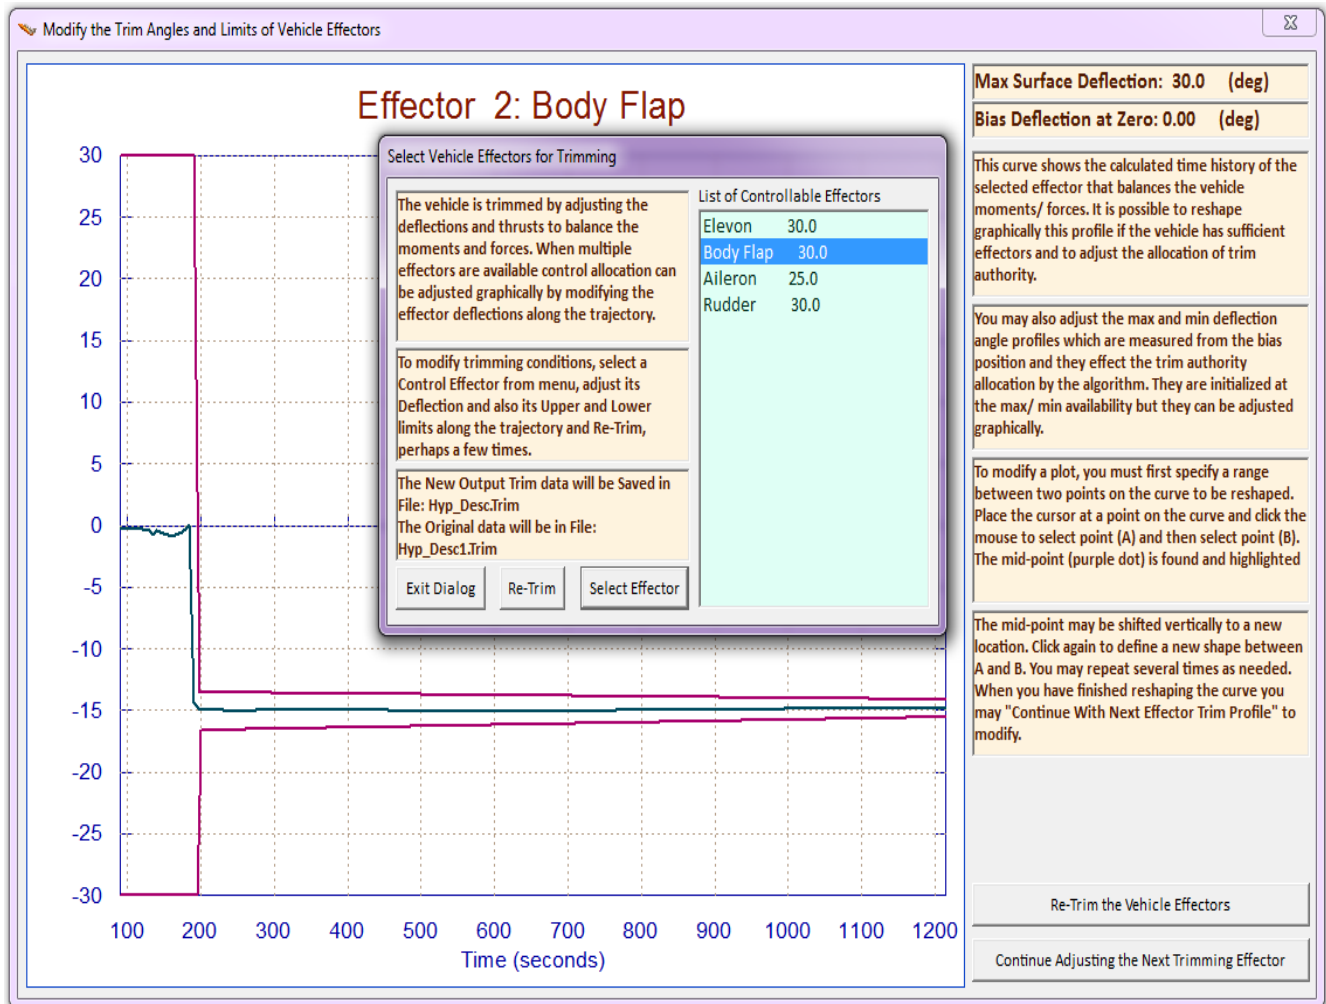 Modify the Trim Angles and Limits of Vehicle Effectors
Effector 2: Body Flap
30
25
20
15
10
5
0
-5
-10
-15
-20
-25
-30
100 200 300 400 500 600 700 800 900 1000 1100 1200
Time (seconds)
Select Vehicle Effectors for Trimming
The vehicle is trimmed by adjusting the
deflections and thrusts to balance the
moments and forces. When multiple
effectors are available control allocation can
be adjusted graphically by modifying the
effector deflections along the trajectory.
To modify trimming conditions, select a
Control Effector from menu, adjust its
Deflection and also its Upper and Lower
limits along the trajectory and Re-Trim,
perhaps a few times.
The New Output Trim data will be Saved in
File: Hyp_Desc.Trim
The Original data will be in File:
Hyp_Desc1.Trim
Exit Dialog
Re-Trim
Select Effector
List of Controllable Effectors
Elevon 30.0
Body Flap 30.0
Aileron 25.0
Rudder 30.0
Max Surface Deflection: 30.0 (deg)
Bias Deflection at Zero: 0.00 (deg)
This curve shows the calculated time history of the
selected effector that balances the vehicle
moments/ forces. It is possible to reshape
graphically this profile if the vehicle has sufficient
effectors and to adjust the allocation of trim
authority.
You may also adjust the max and min deflection
angle profiles which are measured from the bias
position and they effect the trim authority
allocation by the algorithm. They are initialized at
the max/ min availability but they can be adjusted
graphically.
To modify a plot, you must first specify a range
between two points on the curve to be reshaped.
Place the cursor at a point on the curve and click the
mouse to select point (A) and then select point (B).
The mid-point (purple dot) is found and highlighted
The mid-point may be shifted vertically to a new
location. Click again to define a new shape between
A and B. You may repeat several times as needed.
When you have finished reshaping the curve you
may "Continue With Next Effector Trim Profile" to
modify.
Re-Trim the Vehicle Effectors
Continue Adjusting the Next Trimming Effector